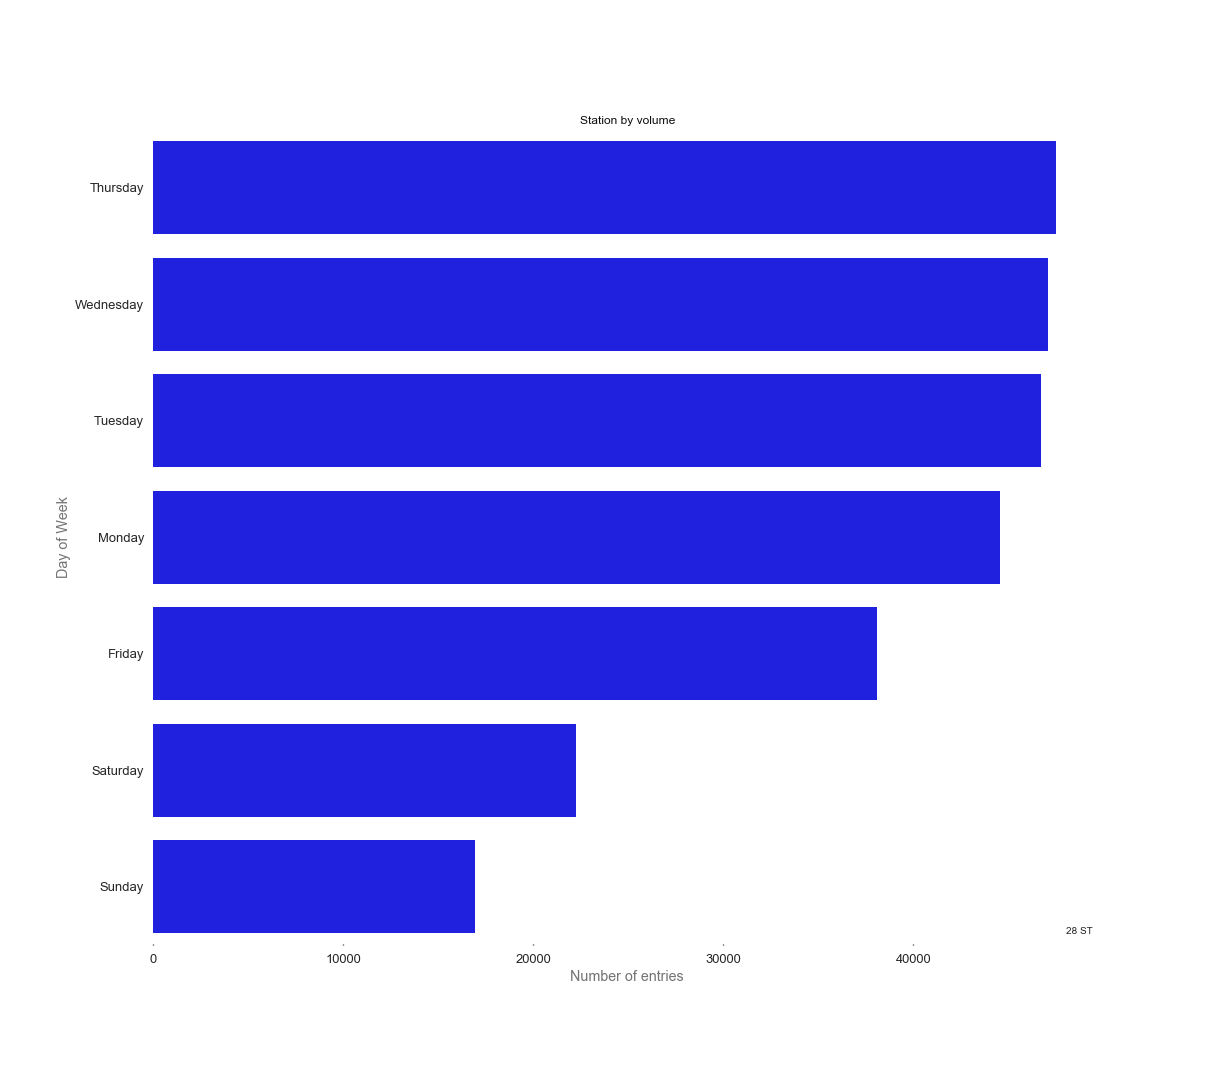 Station by volume
Thursday
Wednesday
Tuesday
Monday
Friday
Saturday
Sunday
Day of Week
28 ST
0 10000 20000 30000 40000
Number of entries